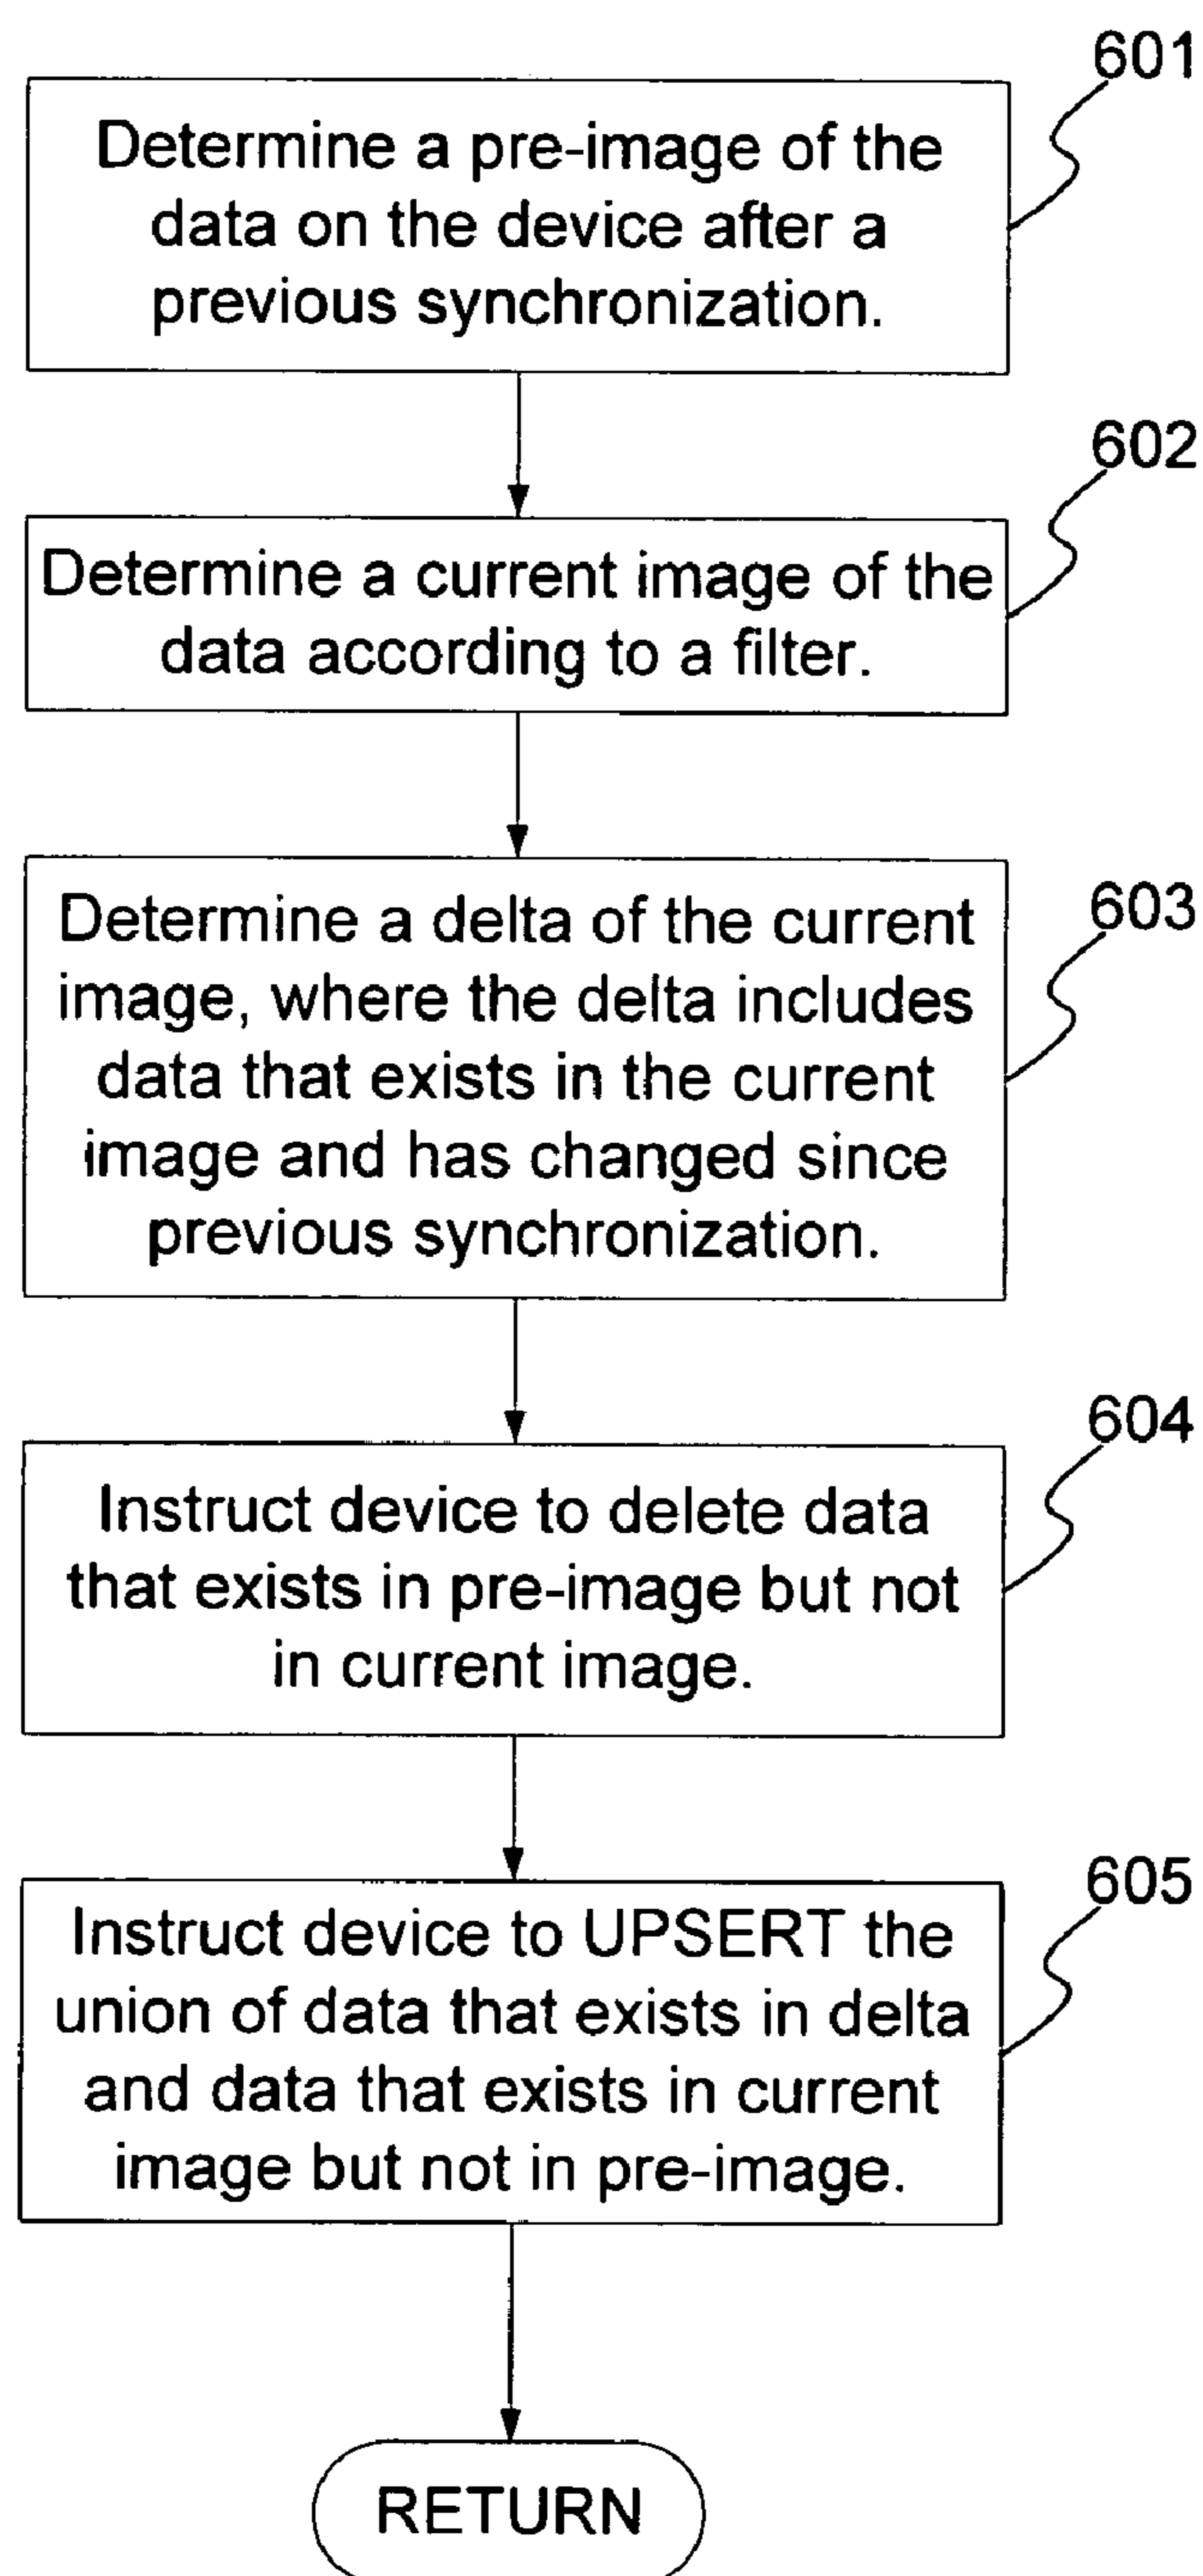 601
Determine a pre-image of the
data on the device after a
previous synchronization.
602
Determine a current image of the
data according to a filter.
603
Determine a delta of the current
image, where the delta includes
data that exists in the current
image and has changed since
previous synchronization.
604
Instruct device to delete data
that exists in pre-image but not
in current image.
605
Instruct device to UPSERT the
union of data that exists in delta
and data that exists in current
image but not in pre-image.
RETURN